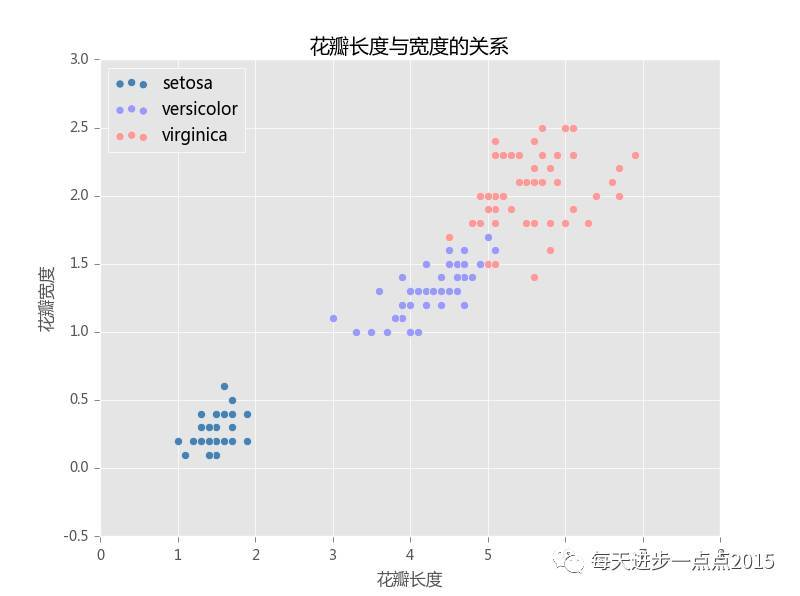 花瓣长度与宽度的关系
3.0
setosa
versicolor
virginica
2.5
2.0
1.5
1.0
0.5
0.0
-0.5
花瓣宽度
0 1 2 3 4 5
花瓣长度
每天进步一点点2015